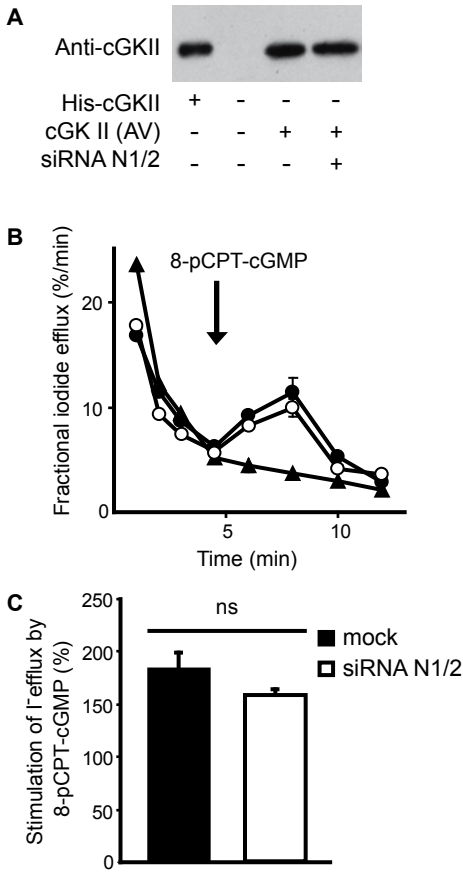 A
Anti-cGKII
His-cGKII + - - -
cGK II (AV) - - + +
siRNA N1/2 - - - +
B
8-pCPT-cGMP
Fractional iodide efflux (%/min)
20
10
0
5 10
Time (min)
C
ns
Stimulation of I⁻efflux by
8-pCPT-cGMP (%)
250
200
150
100
50
0
mock
siRNA N1/2